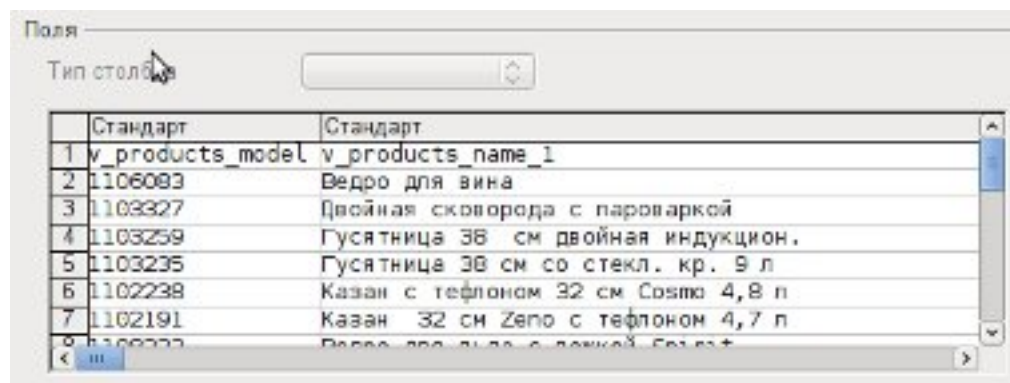 Поля
Тип столбца
Стандарт Стандарт
1 v_products_model v_products_name_1
2 1106083 Ведро для вина
3 1103327 Двойная сковорода с пароваркой
4 1103259 Гусятница 38 см двойная индукцион.
5 1103235 Гусятница 38 см со стекл. кр. 9 л
6 1102238 Казан с тефлоном 32 см Cosmo 4,8 л
7 1102191 Казан 32 см Zeno с тефлоном 4,7 л